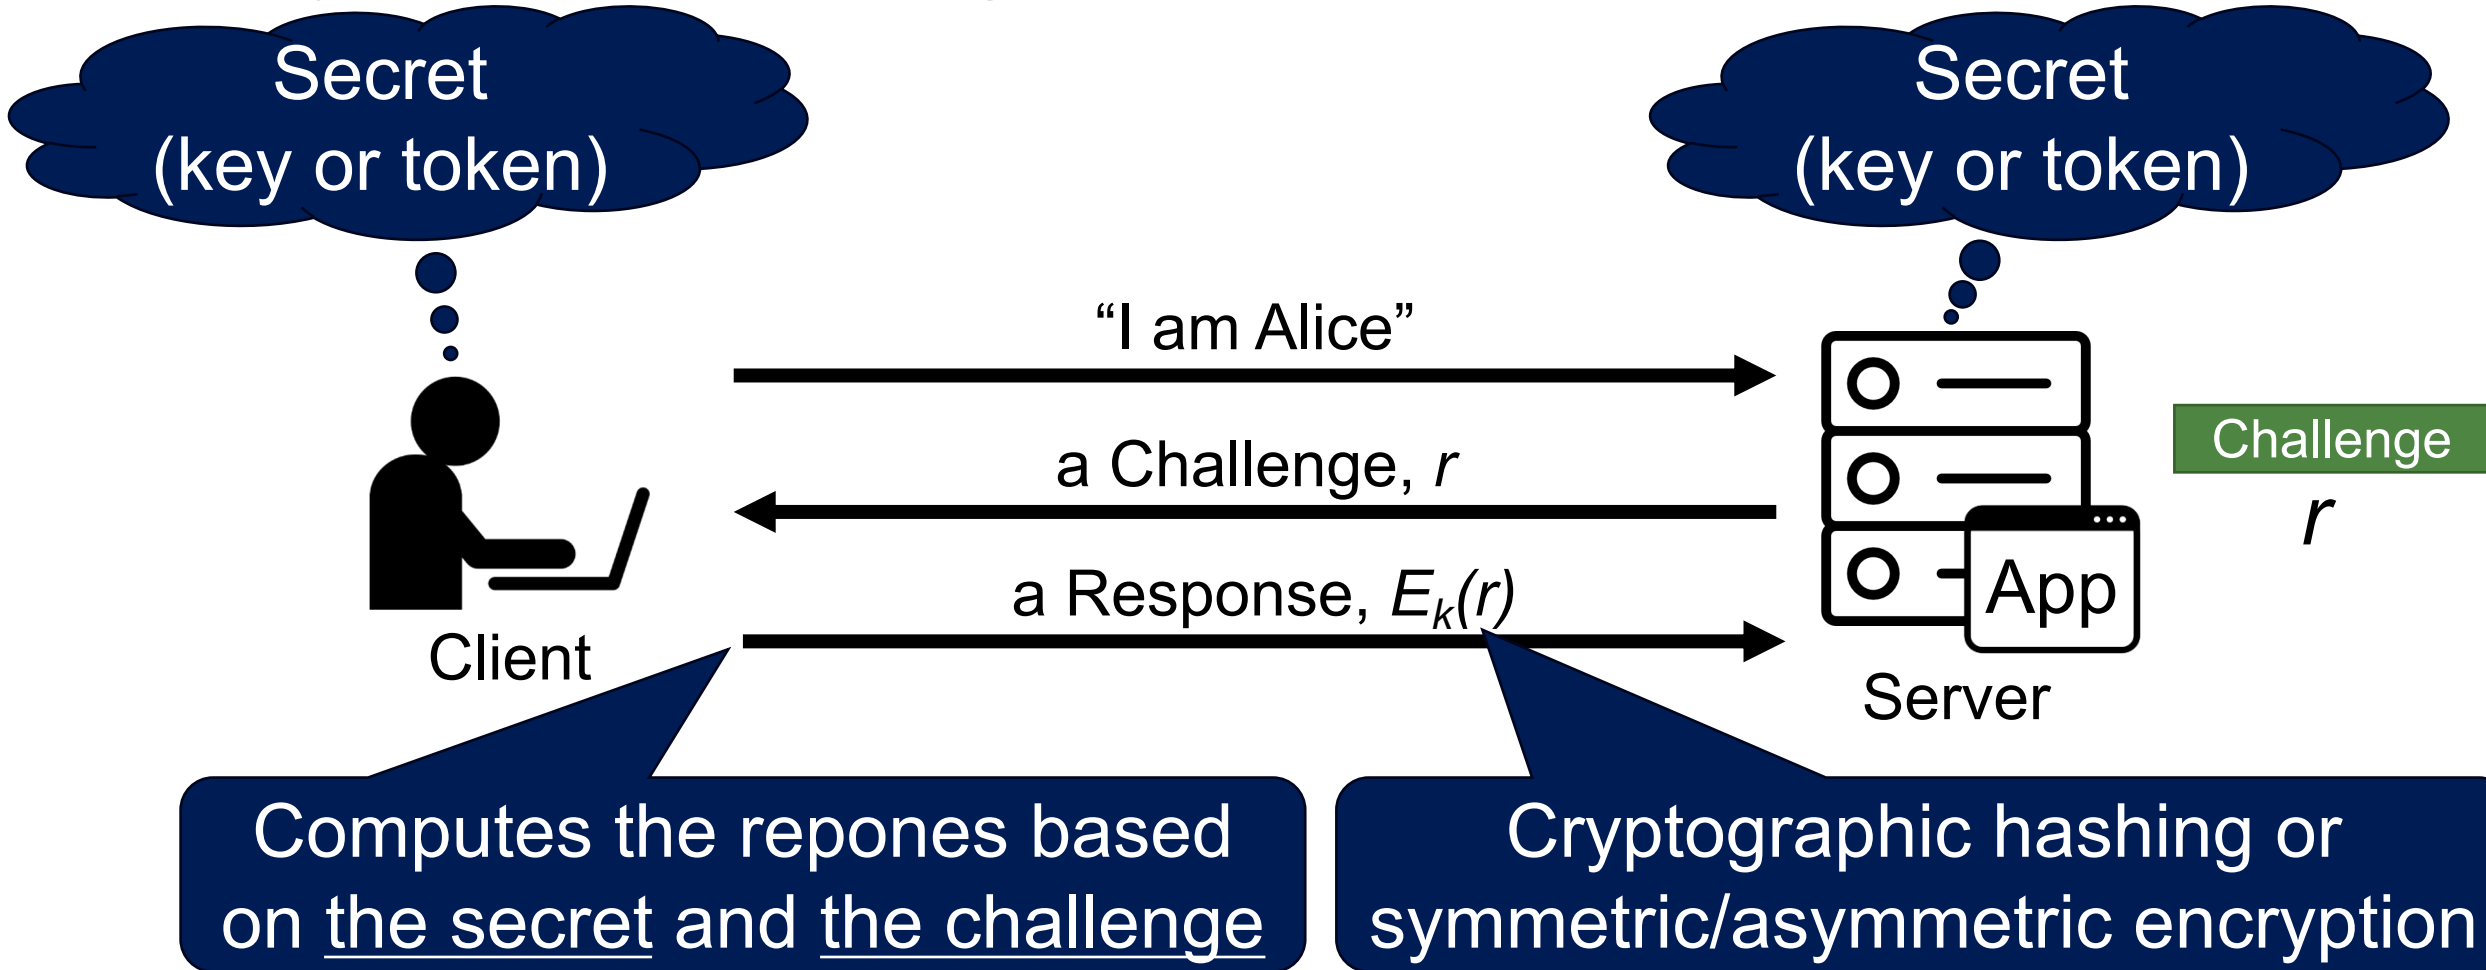 Secret
(key or token)
Secret
(key or token)
“I am Alice”
a Challenge, r
Challenge
r
a Response, Eₖ(r)
App
Client
Server
Computes the repones based
on the secret and the challenge
Cryptographic hashing or
symmetric/asymmetric encryption